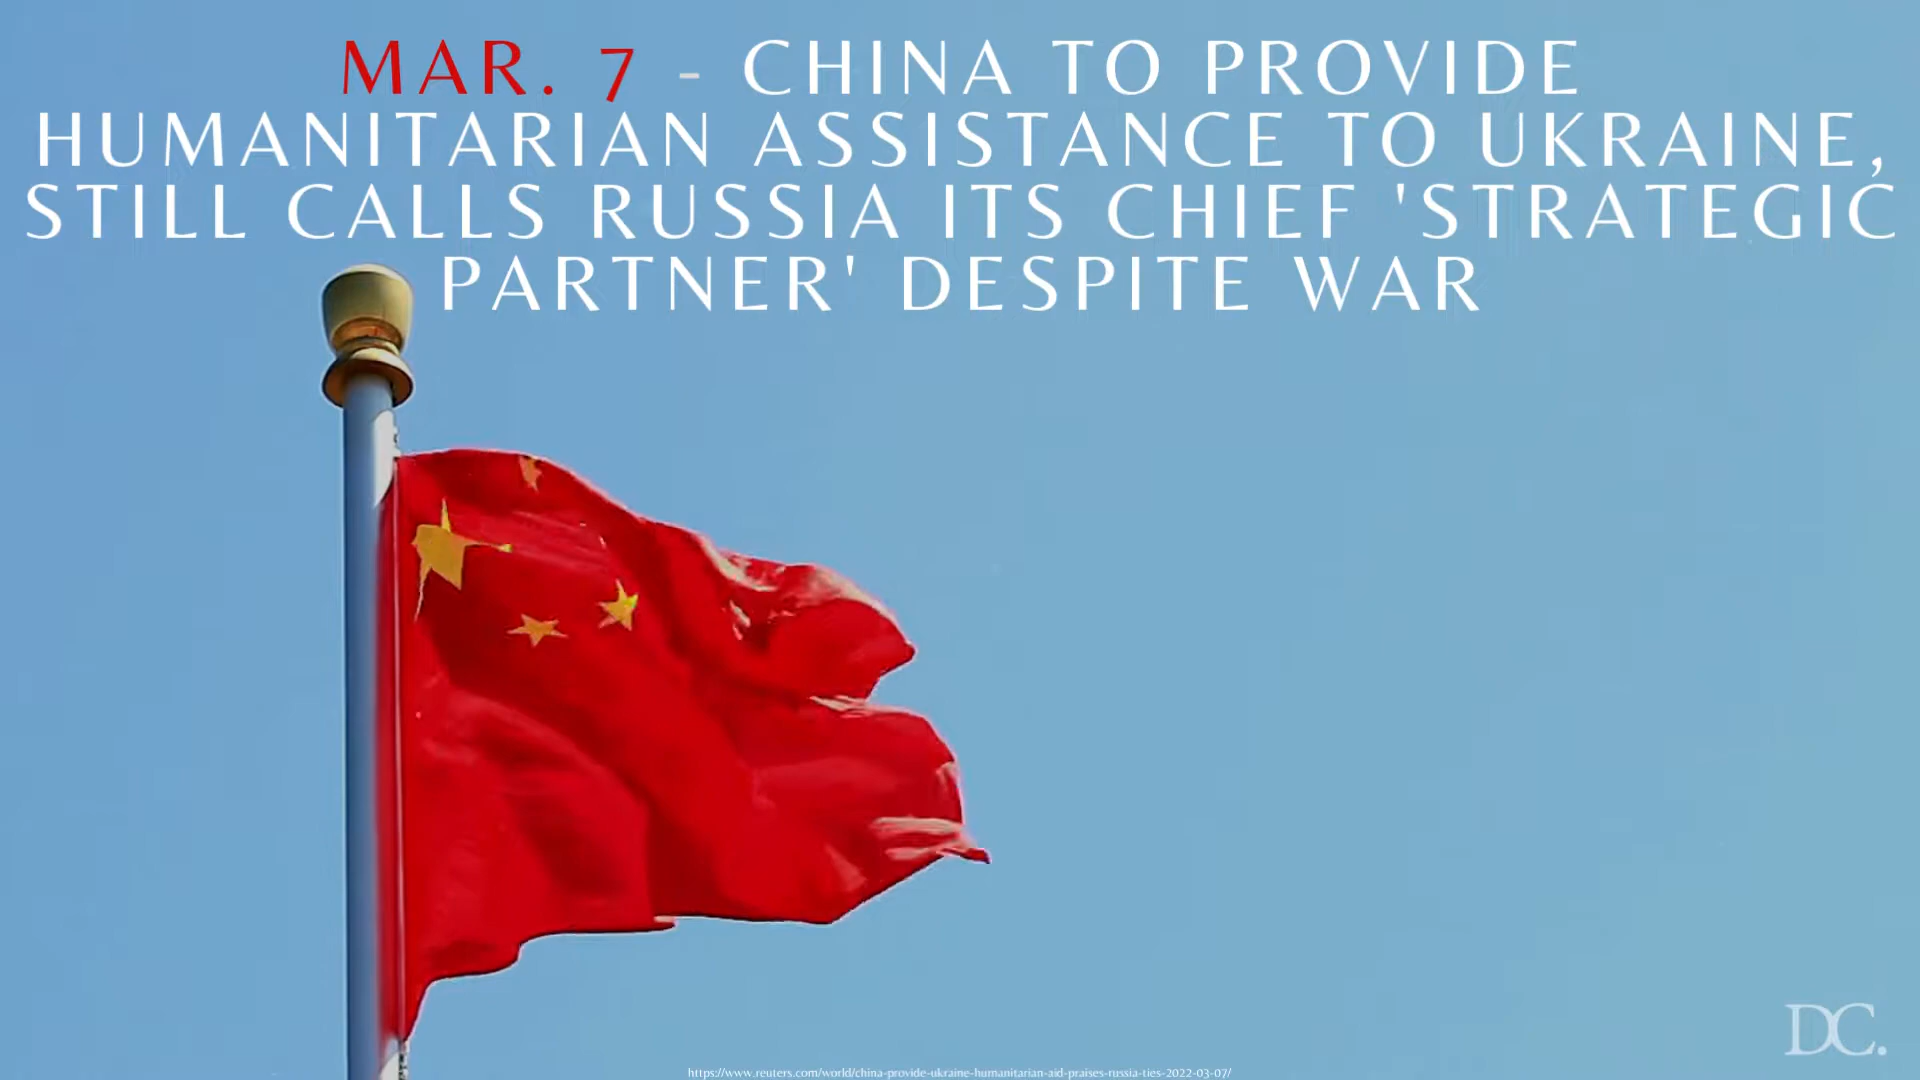 MAR. 7 - CHINA TO PROVIDE
HUMANITARIAN ASSISTANCE TO UKRAINE,
STILL CALLS RUSSIA ITS CHIEF 'STRATEGIC
PARTNER' DESPITE WAR
DC.
https://www.reuters.com/world/china-provide-ukraine-humanitarian-aid-praises-russia-ties-2022-03-07/